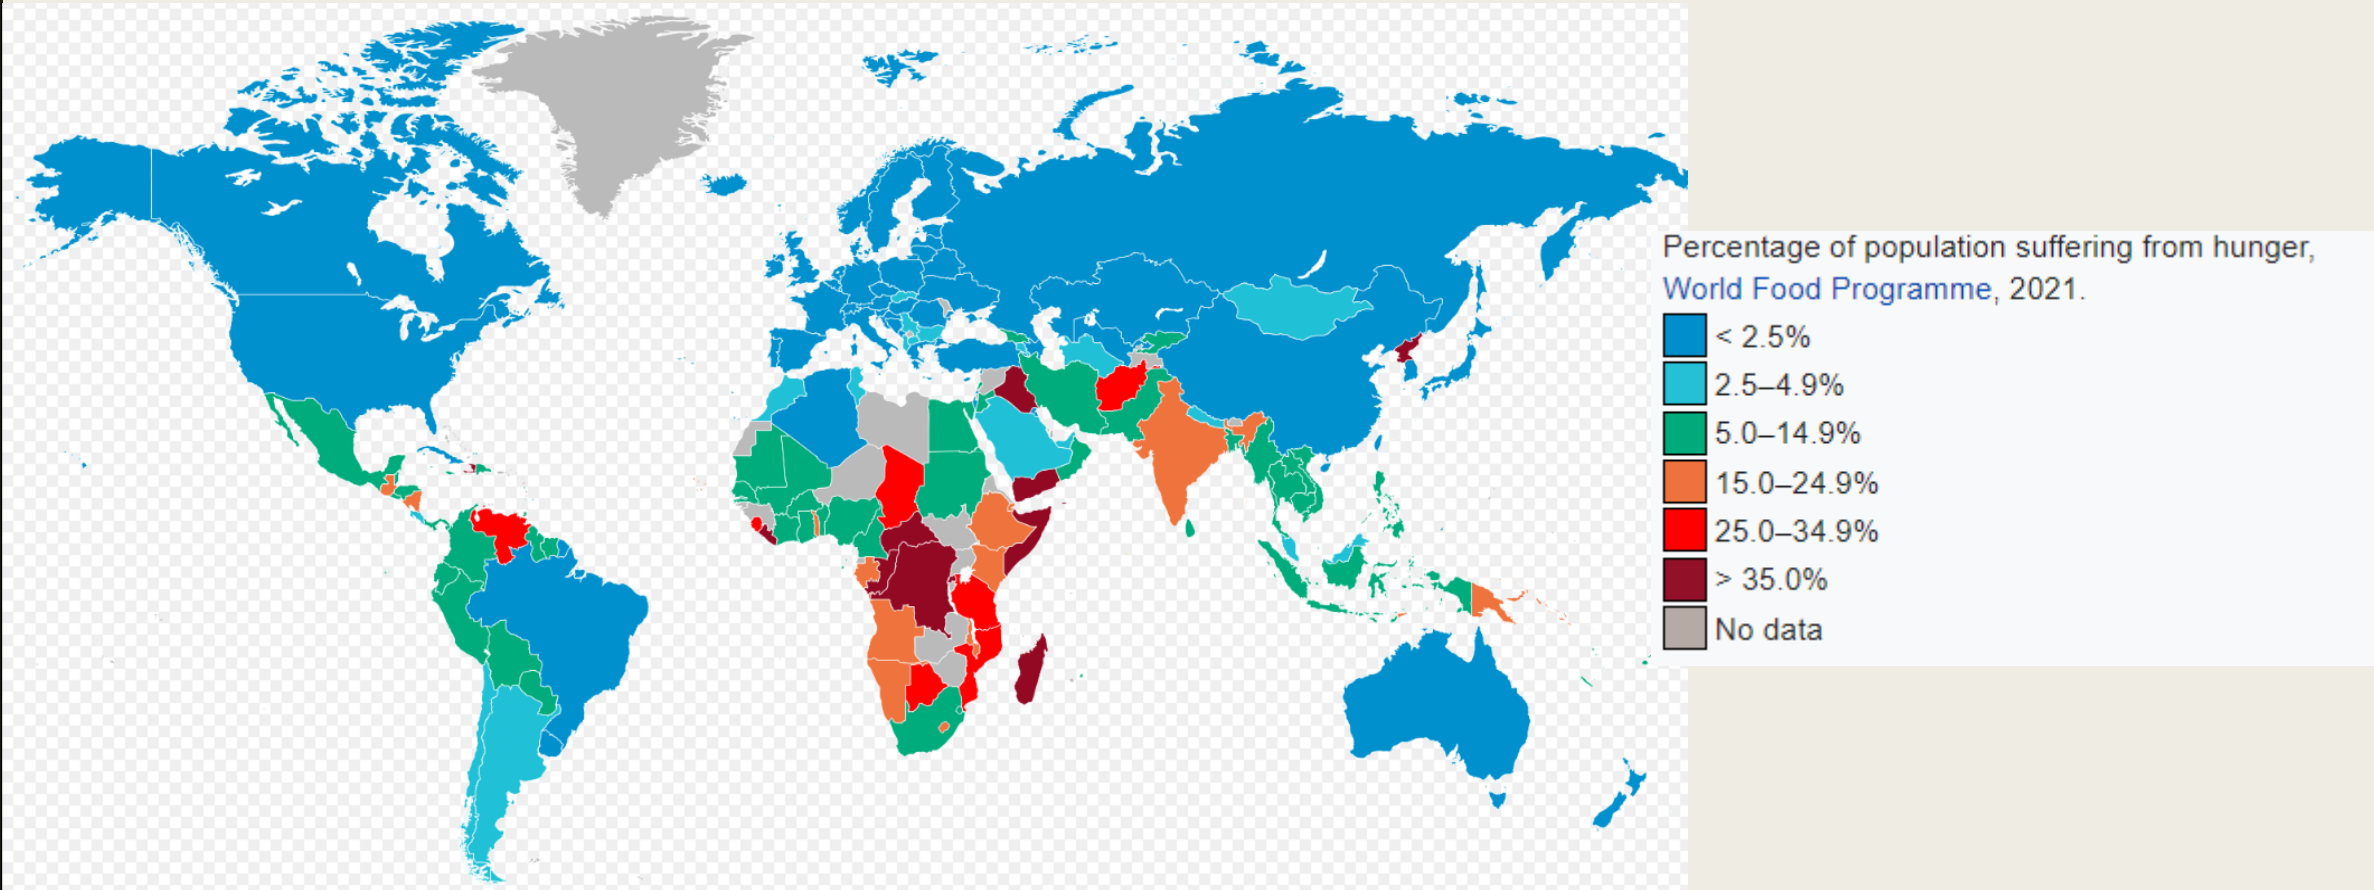 Percentage of population suffering from hunger,
World Food Programme, 2021.
< 2.5%
2.5–4.9%
5.0–14.9%
15.0–24.9%
25.0–34.9%
> 35.0%
No data